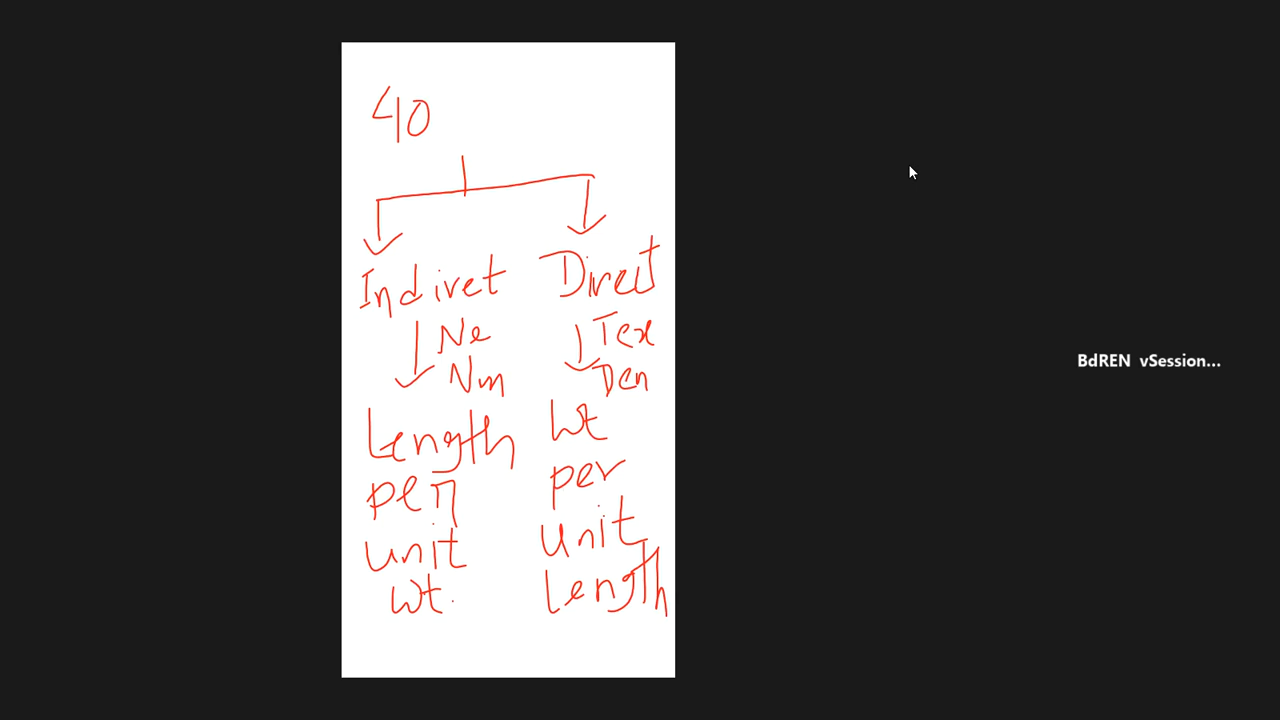 40
Indirect Direct
Ne Tex
Nm Den
Length Wt
per per
unit unit
wt. length
BdREN vSession...